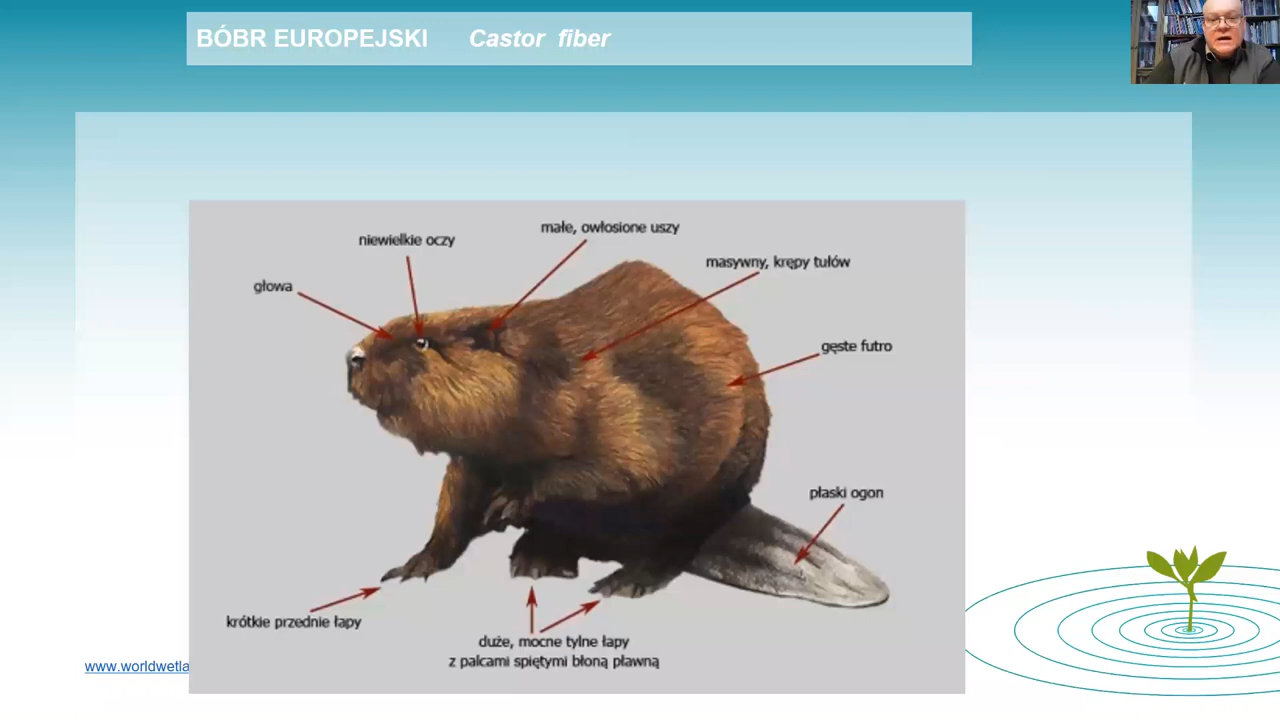 BÓBR EUROPEJSKI Castor fiber
małe, owłosione uszy
niewielkie oczy
masywny, krępy tułów
głowa
gęste futro
płaski ogon
krótkie przednie łapy
duże, mocne tylne łapy
z palcami spiętymi błoną pławną
www.worldwetla